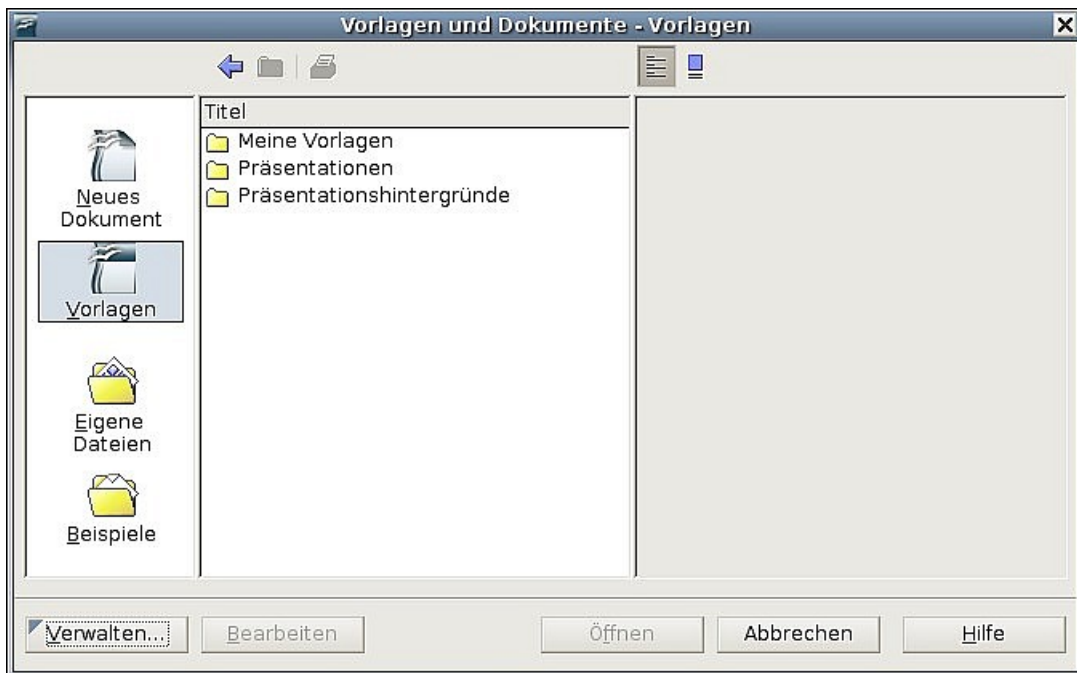 Vorlagen und Dokumente - Vorlagen
Neues
Dokument
Vorlagen
Eigene
Dateien
Beispiele
Titel
Meine Vorlagen
Präsentationen
Präsentationshintergründe
Verwalten...
Bearbeiten
Öffnen
Abbrechen
Hilfe